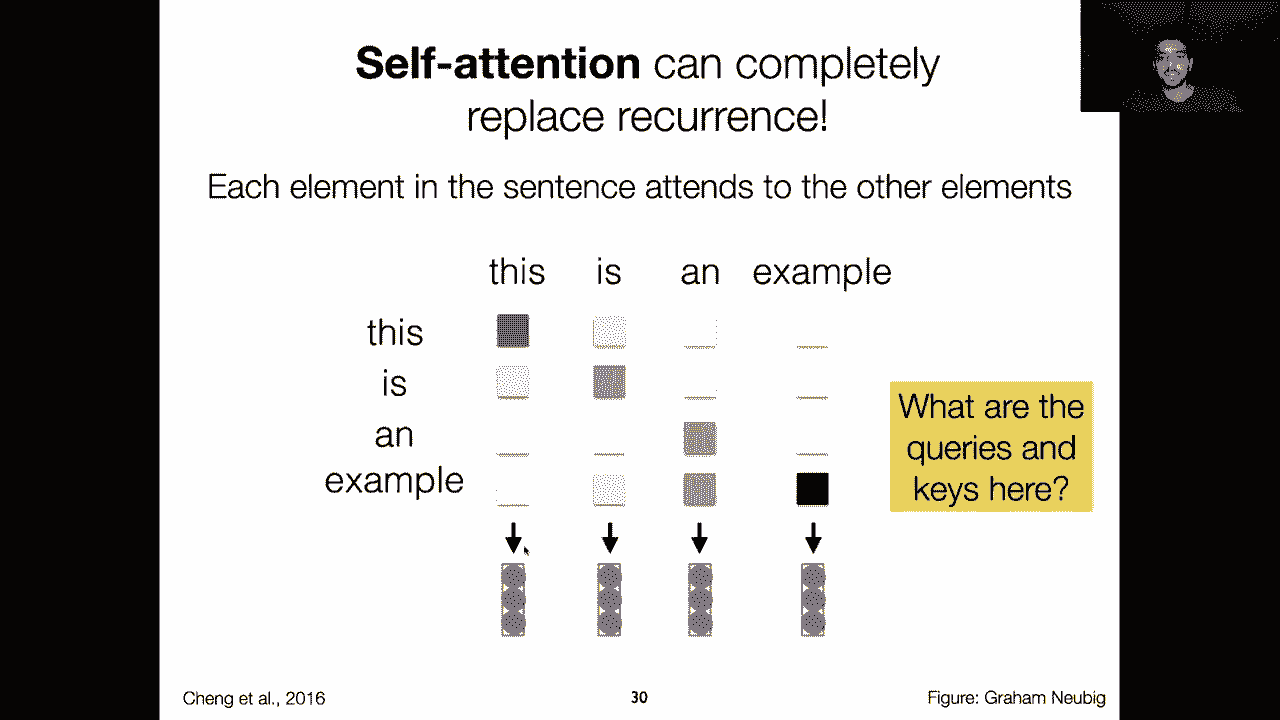 Self-attention can completely
replace recurrence!
Each element in the sentence attends to the other elements
this is an example
this
is
an
example
What are the
queries and
keys here?
Cheng et al., 2016
30
Figure: Graham Neubig